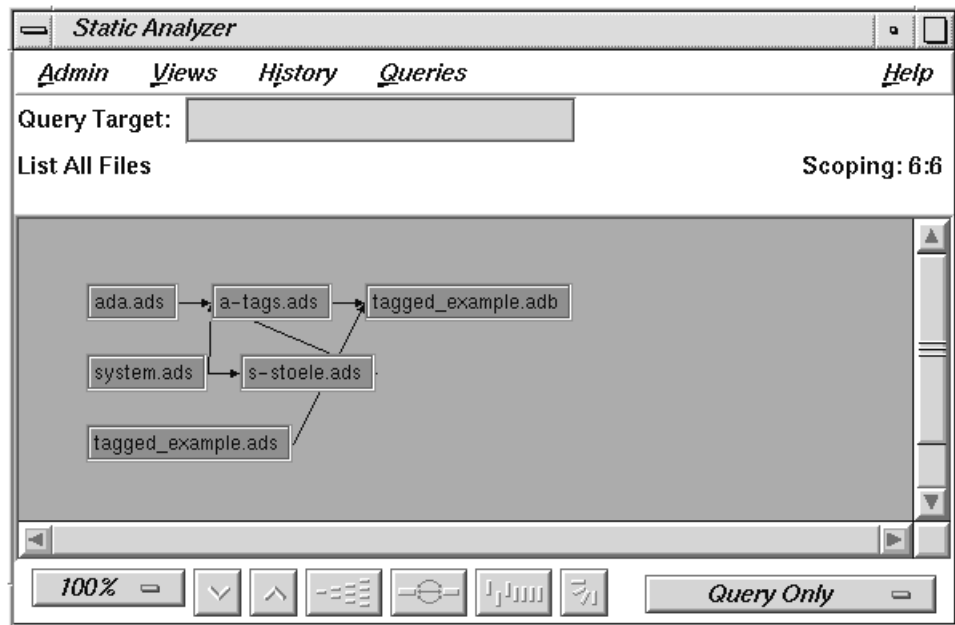 Static Analyzer
Admin Views History Queries Help
Query Target:
List All Files Scoping: 6:6
ada.ads a-tags.ads tagged_example.adb
system.ads s-stoele.ads
tagged_example.ads
100% Query Only